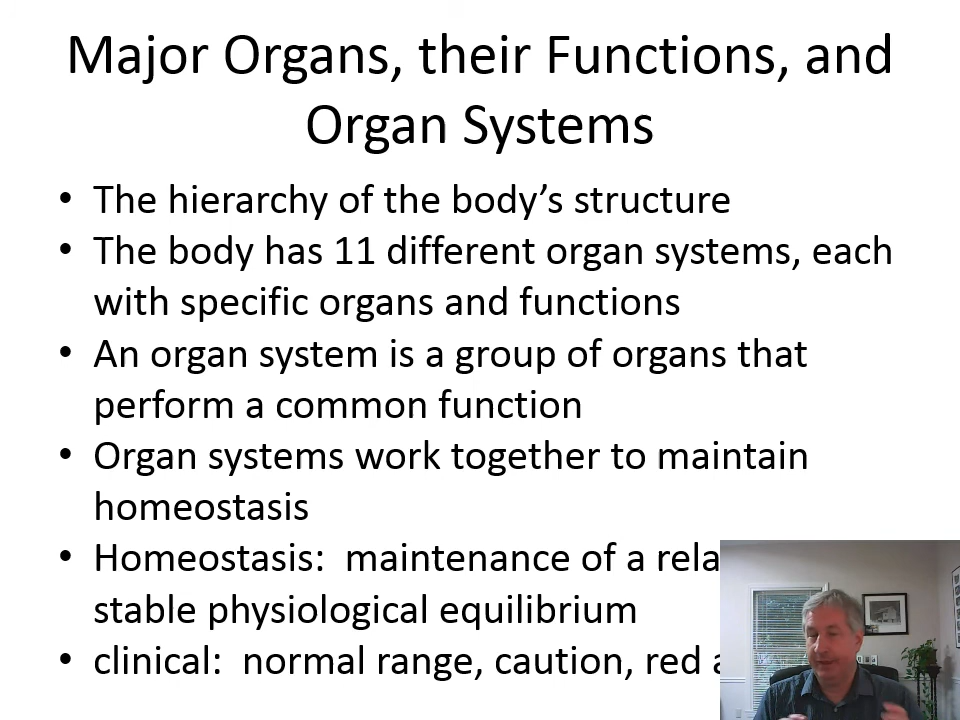 Major Organs, their Functions, and
Organ Systems
• The hierarchy of the body’s structure
• The body has 11 different organ systems, each
with specific organs and functions
• An organ system is a group of organs that
perform a common function
• Organ systems work together to maintain
homeostasis
• Homeostasis:  maintenance of a
stable physiological equilibrium
• clinical:  normal range, caution, red